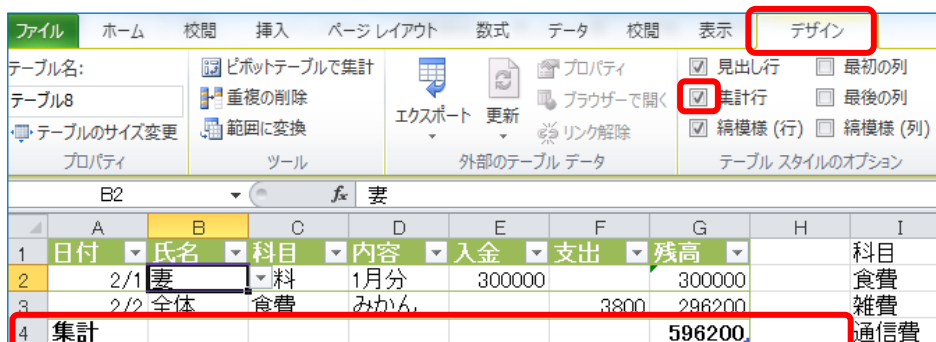 ファイル ホーム 校閲 挿入 ページ レイアウト 数式 データ 校閲 表示 デザイン
テーブル名: ピボットテーブルで集計 プロパティ 見出し行 最初の列
テーブル8 重複の削除 エクスポート 更新 ブラウザーで開く 集計行 最後の列
テーブルのサイズ変更 範囲に変換 リンク解除 縞模様 (行) 縞模様 (列)
プロパティ ツール 外部のテーブル データ テーブル スタイルのオプション
B2 fx 妻
A B C D E F G H I
1 日付 氏名 科目 内容 入金 支出 残高 科目
2 2/1 妻 料 1月分 300000 300000 食費
3 2/2 全体 食費 みかん 3800 296200 雑費
4 集計 596200 通信費